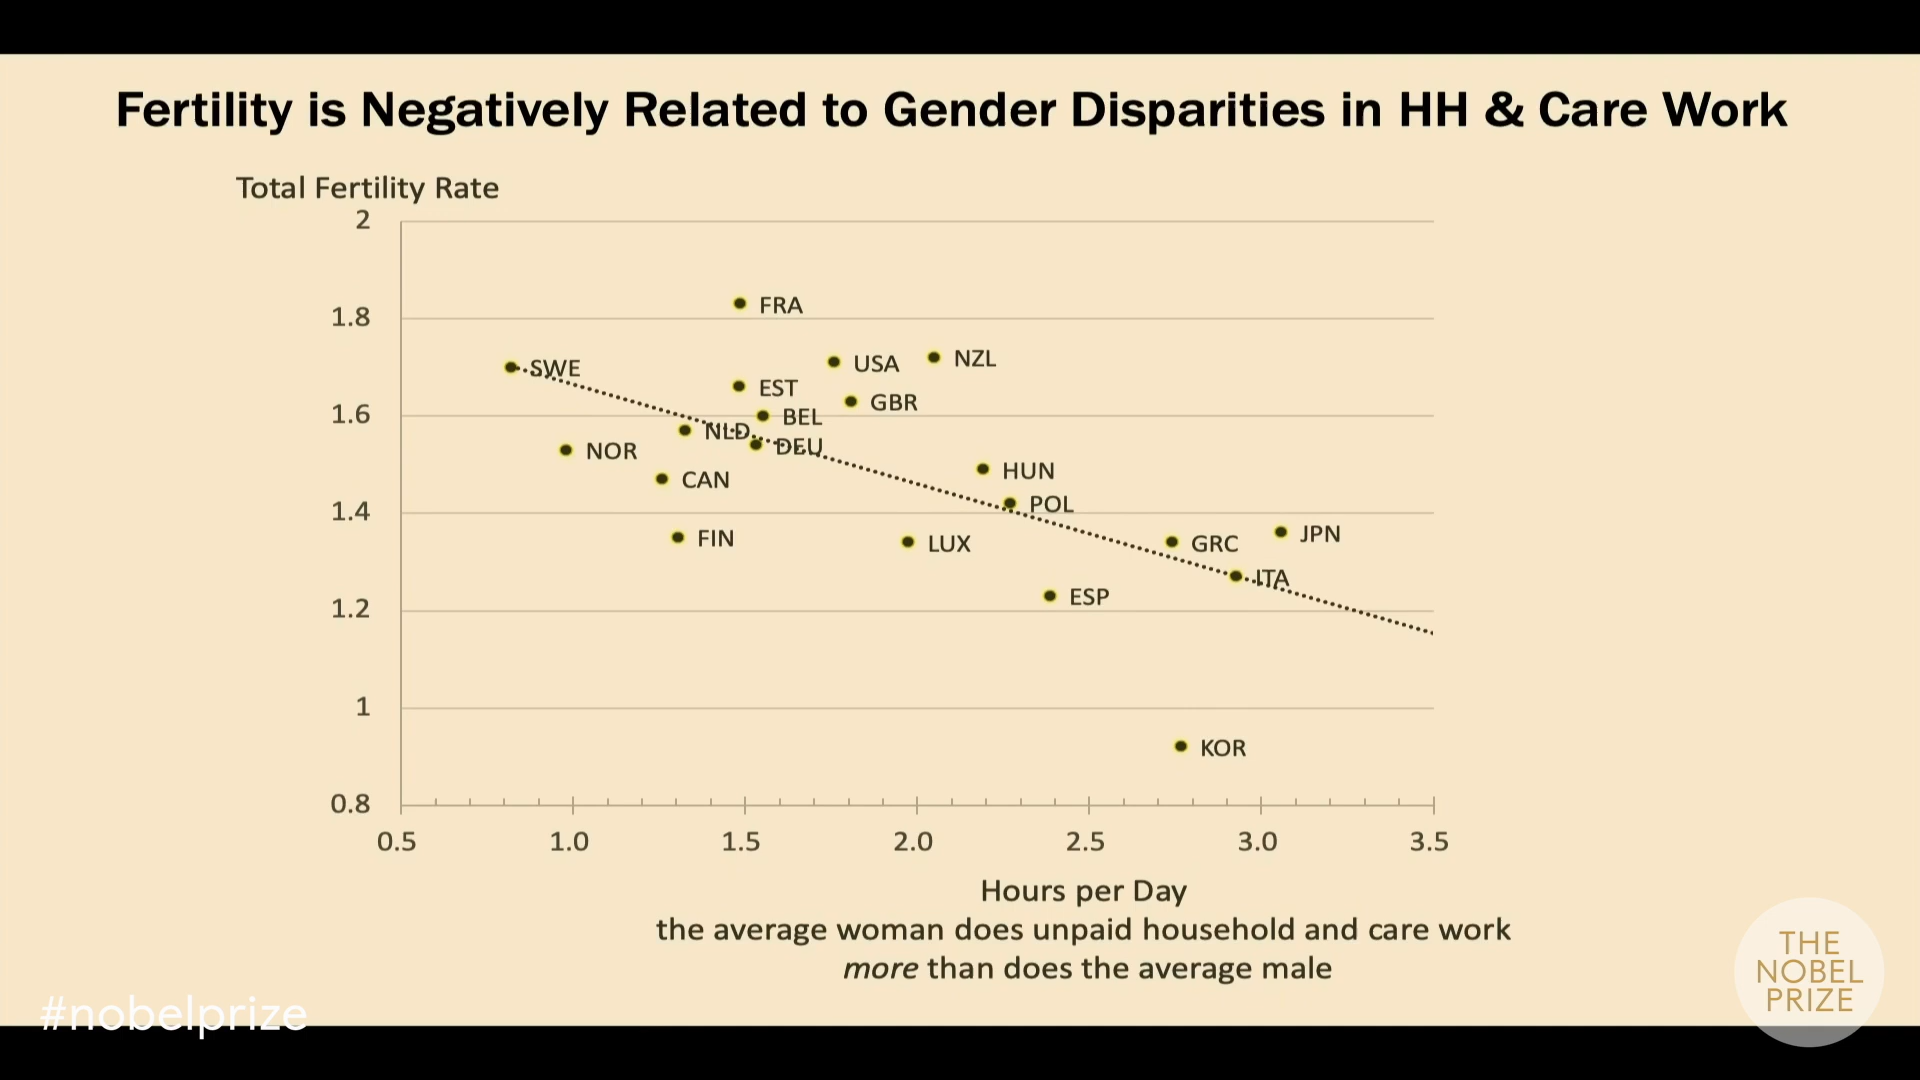 Fertility is Negatively Related to Gender Disparities in HH & Care Work
Total Fertility Rate
2
1.8
1.6
1.4
1.2
1
0.8
FRA
SWE
USA
NZL
EST
GBR
BEL
NLD
DEU
NOR
CAN
HUN
POL
FIN
LUX
GRC
JPN
ITA
ESP
KOR
0.5 1.0 1.5 2.0 2.5 3.0 3.5
Hours per Day
the average woman does unpaid household and care work
more than does the average male
#nobelprize
THE
NOBEL
PRIZE